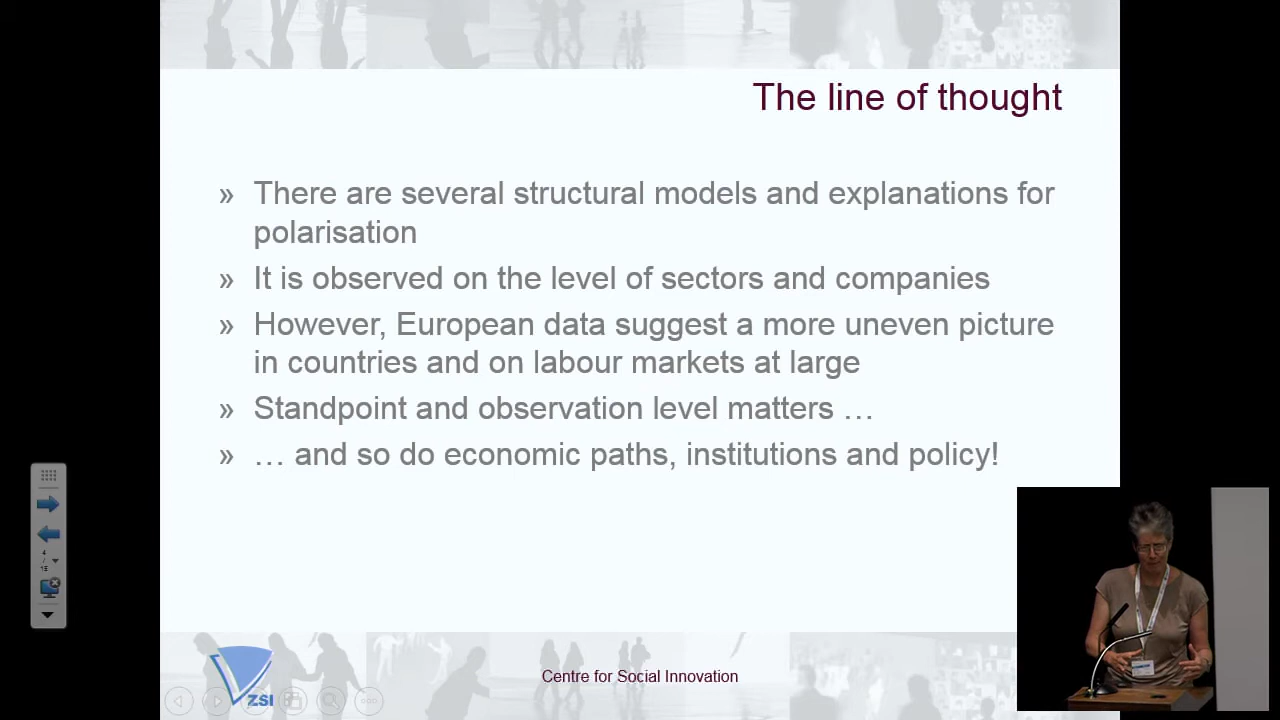 The line of thought
» There are several structural models and explanations for
polarisation
» It is observed on the level of sectors and companies
» However, European data suggest a more uneven picture
in countries and on labour markets at large
» Standpoint and observation level matters …
» … and so do economic paths, institutions and policy!
4
/
Centre for Social Innovation
ZSI